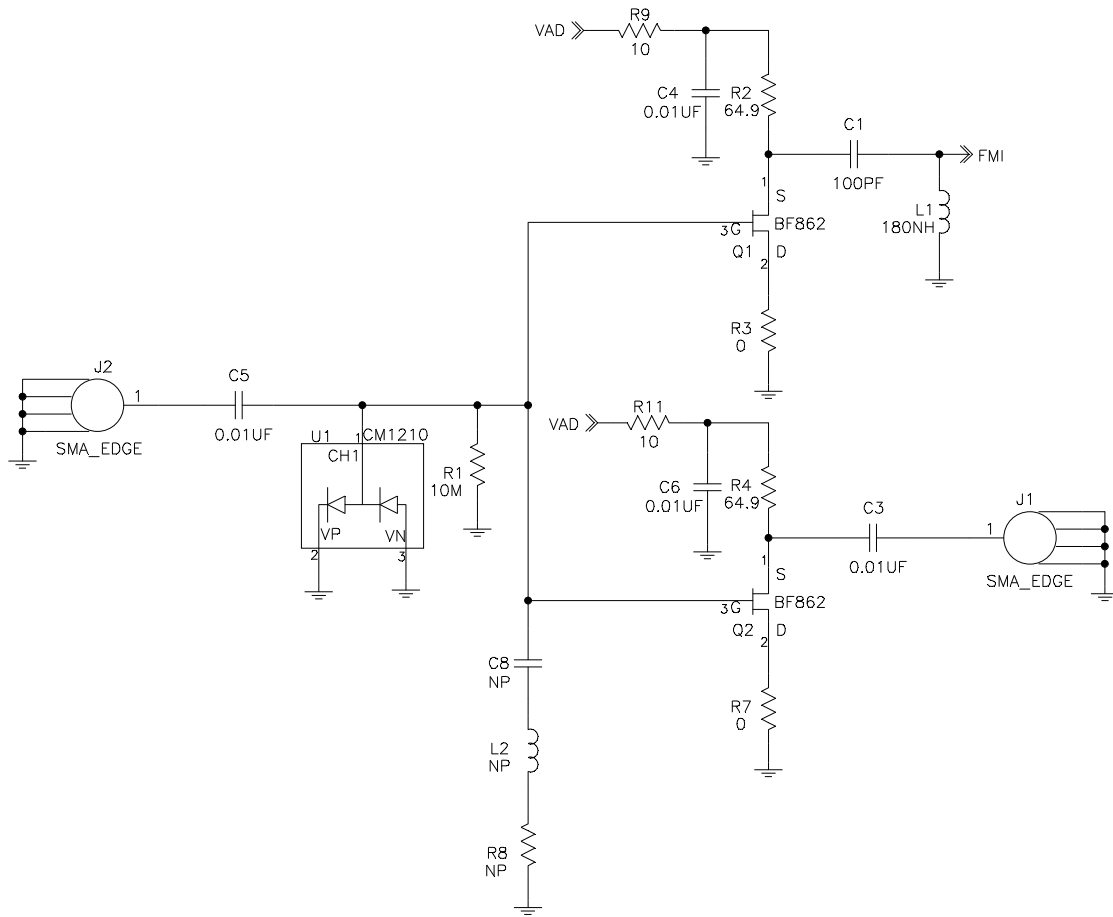 VAD
R9
10
C4
0.01UF
R2
64.9
C1
100PF
FMI
L1
180NH
1
S
3G
BF862
Q1
D
2
R3
0
J2
1
SMA_EDGE
C5
0.01UF
U1
1
CM1210
CH1
VP
VN
2
3
R1
10M
VAD
R11
10
C6
0.01UF
R4
64.9
C3
0.01UF
J1
1
SMA_EDGE
1
S
3G
BF862
Q2
D
2
R7
0
C8
NP
L2
NP
R8
NP